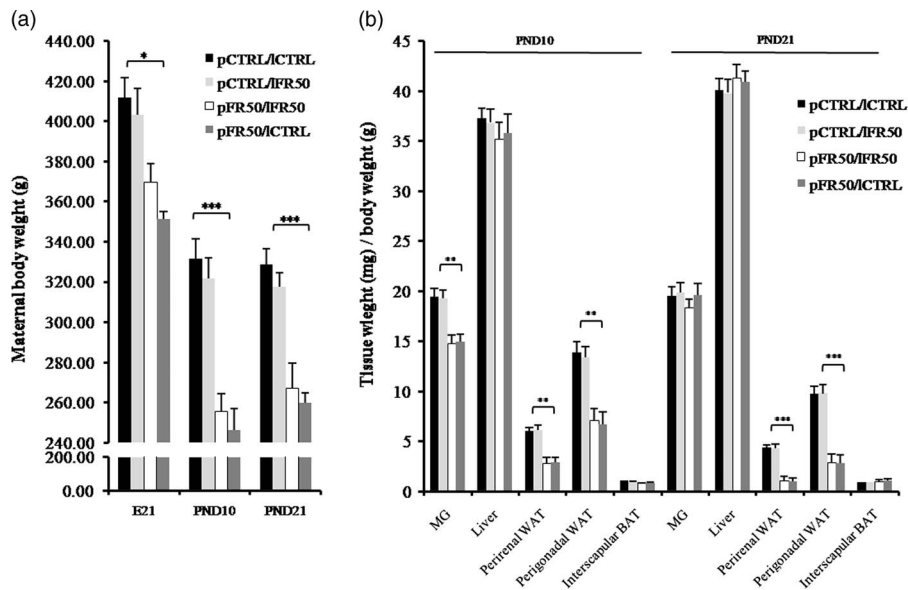 (a)
440.00
420.00
400.00
380.00
360.00
340.00
320.00
300.00
280.00
260.00
240.00
200.00
0.00
Maternal body weight (g)
*
***
***
pCTRL/lCTRL
pCTRL/lFR50
pFR50/lFR50
pFR50/lCTRL
E21
PND10
PND21
(b)
45
40
35
30
25
20
15
10
5
0
Tissue wieght (mg) / body weight (g)
PND10
PND21
**
**
**
***
***
pCTRL/lCTRL
pCTRL/lFR50
pFR50/lFR50
pFR50/lCTRL
MG
Liver
Perirenal WAT
Perigonadal WAT
Interscapular BAT
MG
Liver
Perirenal WAT
Perigonadal WAT
Interscapular BAT